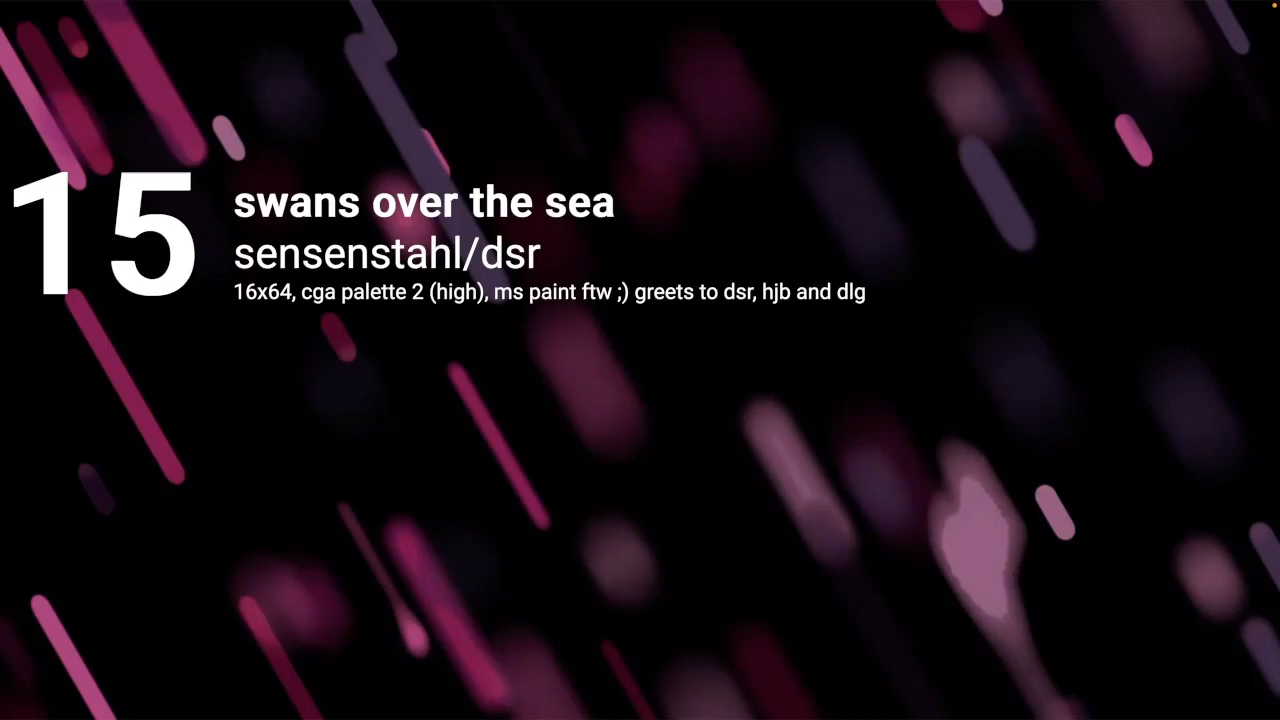 15
swans over the sea
sensenstahl/dsr
16x64, cga palette 2 (high), ms paint ftw ;) greets to dsr, hjb and dlg